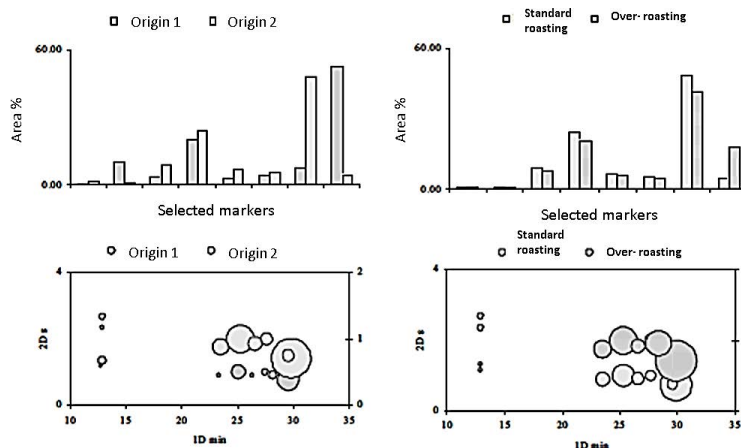 Origin 1 Origin 2
60.00
Area %
0.00
Selected markers
Standard roasting Over- roasting
60.00
Area %
0.00
Selected markers
Origin 1 Origin 2
4 2
2D s
1
0 0
10 15 20 25 30 35
1D min
Standard roasting Over- roasting
4
2D s
0
10 15 20 25 30 35
1D min